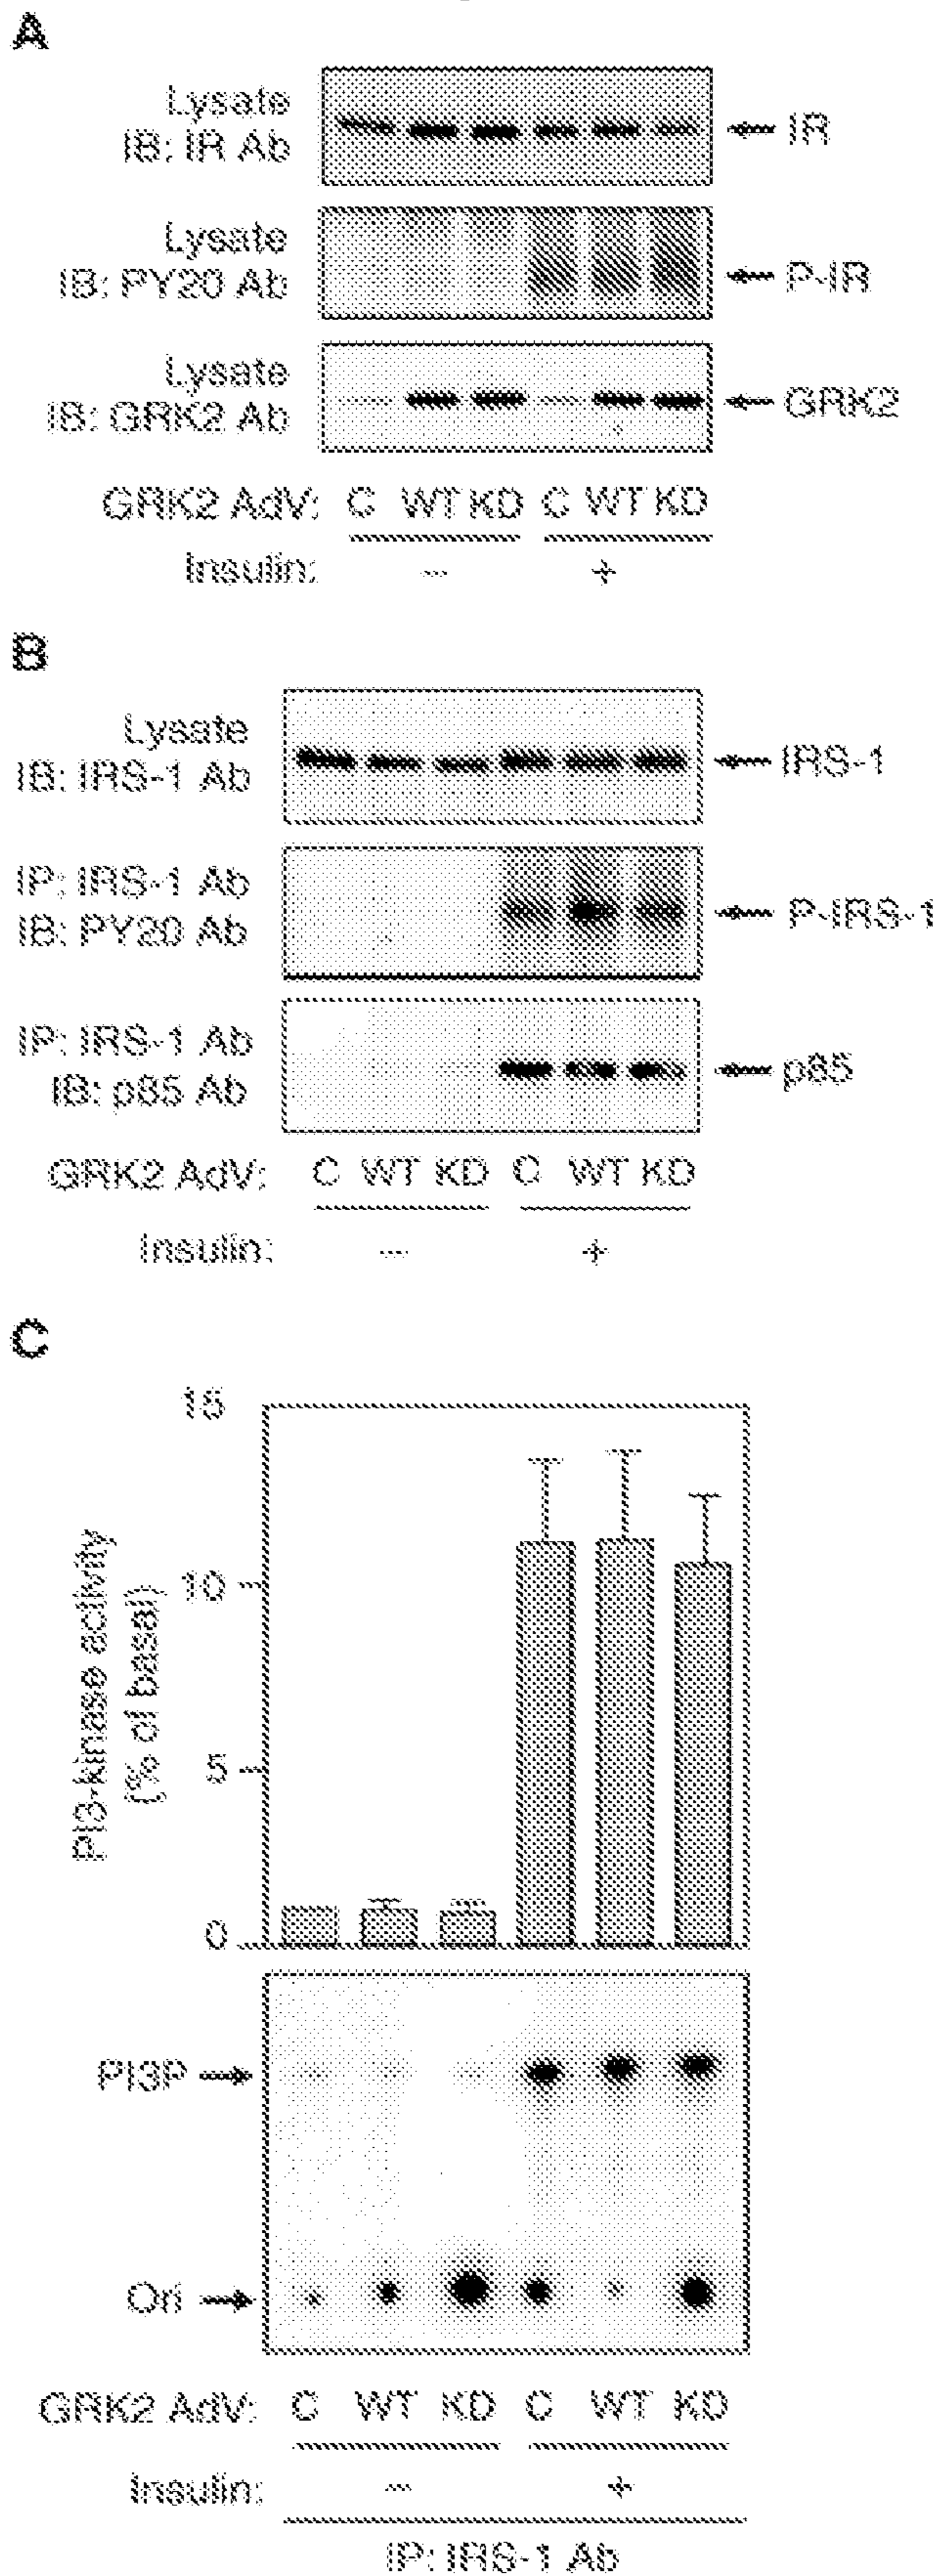 A
Lysate
IB: IR Ab
IR
Lysate
IB: PY20 Ab
P-IR
Lysate
IB: GRK2 Ab
GRK2
GRK2 AdV: C WT KD C WT KD
Insulin: − +
B
Lysate
IB: IRS-1 Ab
IRS-1
IP: IRS-1 Ab
IB: PY20 Ab
P-IRS-1
IP: IRS-1 Ab
IB: p85 Ab
p85
GRK2 AdV: C WT KD C WT KD
Insulin: − +
C
15
10
5
0
PI3-kinase activity
(% of basal)
PI3P
Ori
GRK2 AdV: C WT KD C WT KD
Insulin: − +
IP: IRS-1 Ab